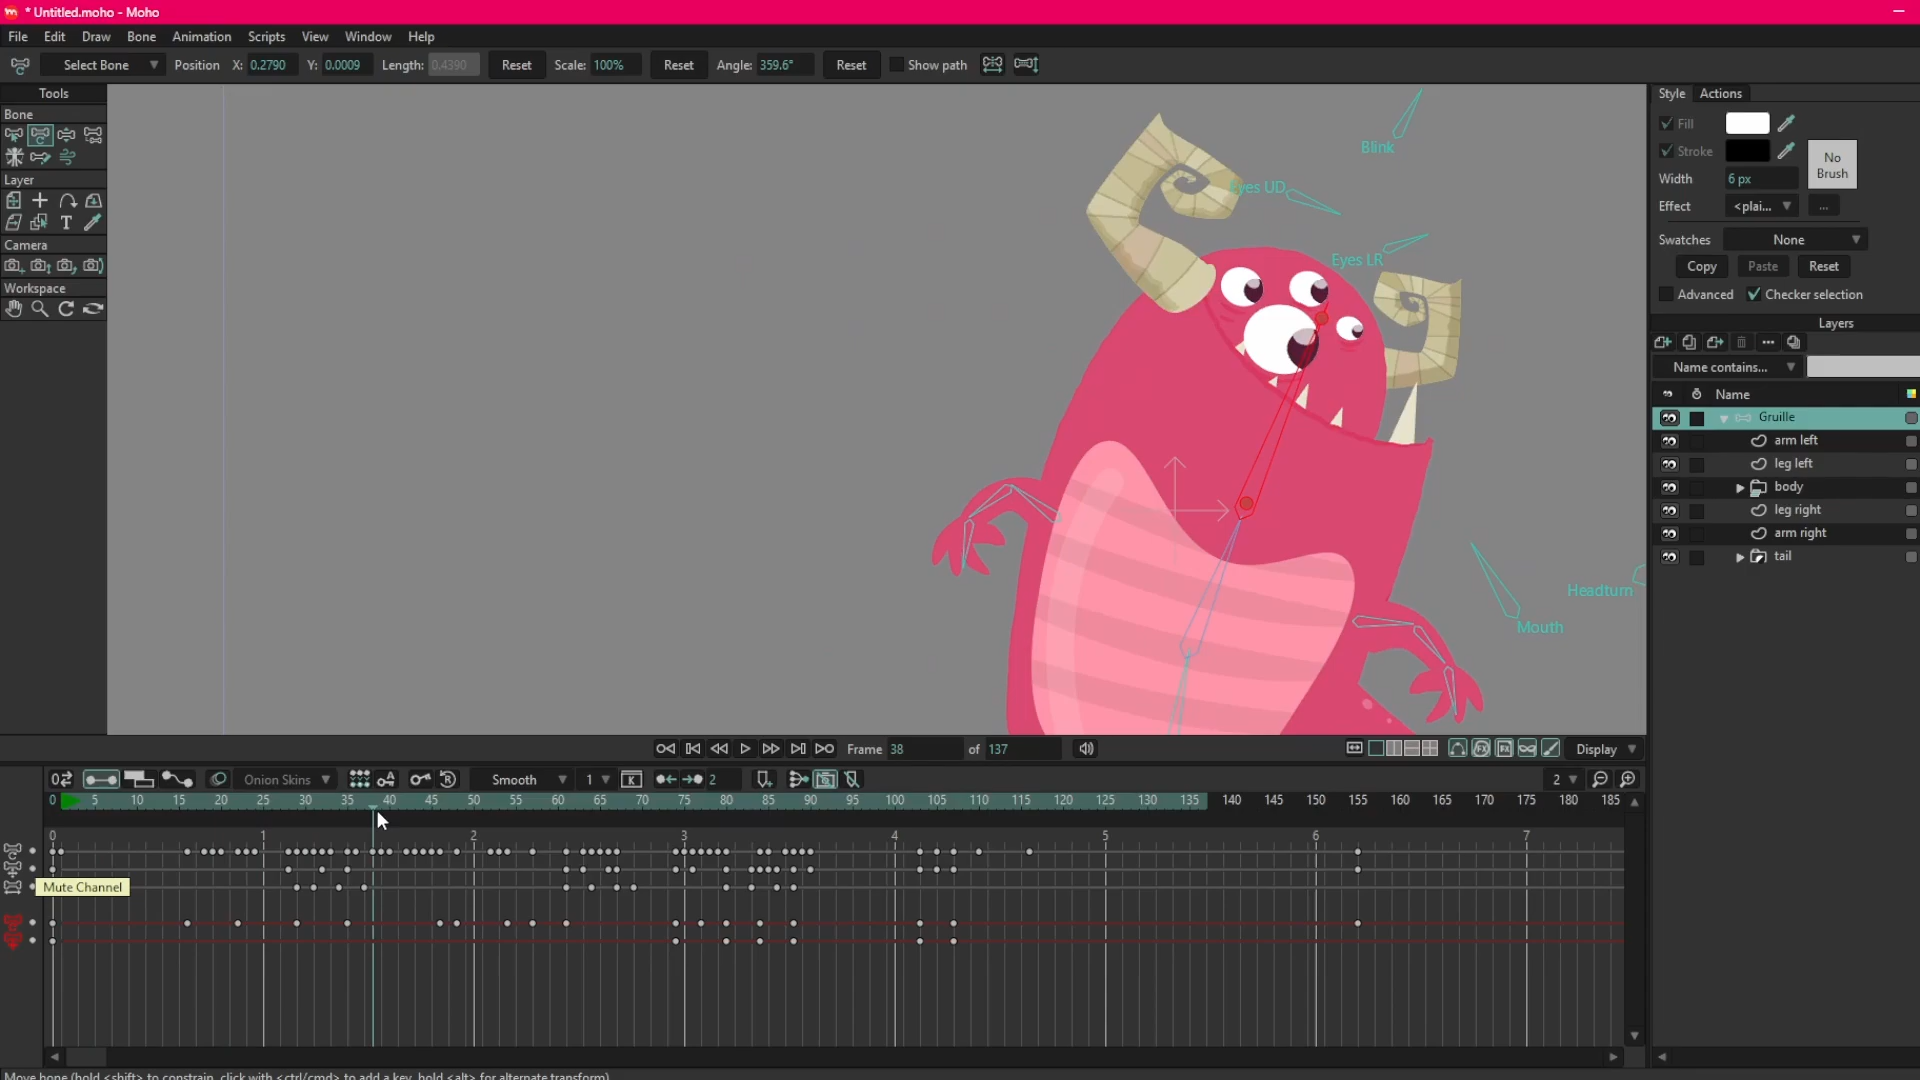 * Untitled.moho - Moho
File Edit Draw Bone Animation Scripts View Window Help
Select Bone Position X: 0.2790 Y: 0.0009 Length: 0.4390 Reset Scale: 100% Reset Angle: 359.6° Reset Show path
Tools
Bone
Layer
Camera
Workspace
Blink
Eyes UD
Eyes LR
Headturn
Mouth
Style Actions
Fill
Stroke
No Brush
Width 6 px
Effect <plai... ...
Swatches None
Copy Paste Reset
Advanced Checker selection
Layers
Name contains...
Name
Gruille
arm left
leg left
body
leg right
arm right
tail
Frame 38 of 137
Display
Onion Skins
Smooth 1 2
2
0 5 10 15 20 25 30 35 40 45 50 55 60 65 70 75 80 85 90 95 100 105 110 115 120 125 130 135 140 145 150 155 160 165 170 175 180 185
0 1 2 3 4 5 6 7
Mute Channel
Move bone (hold <shift> to constrain, click with <ctrl/cmd> to add a key, hold <alt> for alternate transform)